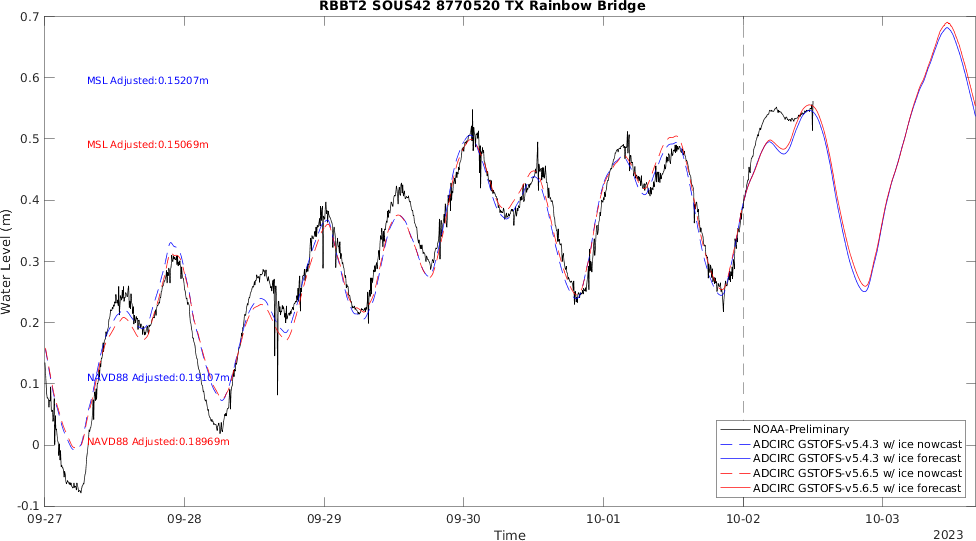 RBBT2 SOUS42 8770520 TX Rainbow Bridge
0.7
0.6
0.5
0.4
0.3
0.2
0.1
0
-0.1
Water Level (m)
MSL Adjusted:0.15207m
MSL Adjusted:0.15069m
NAVD88 Adjusted:0.19107m
NAVD88 Adjusted:0.18969m
NOAA-Preliminary
ADCIRC GSTOFS-v5.4.3 w/ ice nowcast
ADCIRC GSTOFS-v5.4.3 w/ ice forecast
ADCIRC GSTOFS-v5.6.5 w/ ice nowcast
ADCIRC GSTOFS-v5.6.5 w/ ice forecast
09-27 09-28 09-29 09-30 10-01 10-02 10-03
Time
2023